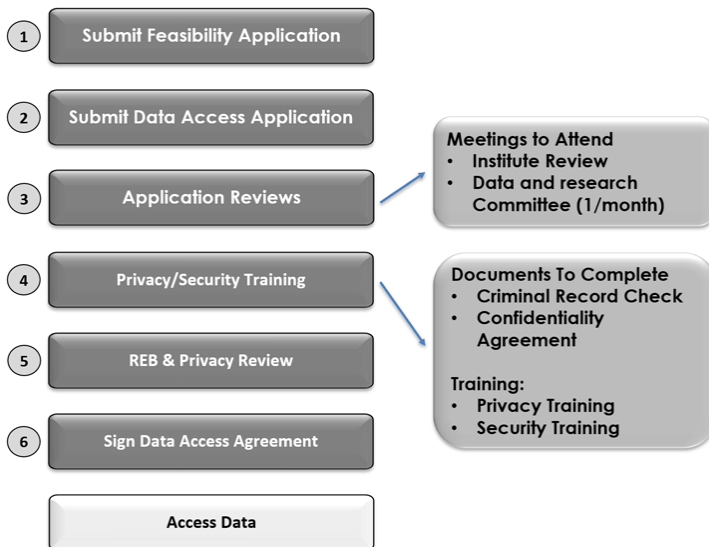 1
Submit Feasibility Application
2
Submit Data Access Application
3
Application Reviews
Meetings to Attend
• Institute Review
• Data and research
Committee (1/month)
4
Privacy/Security Training
Documents To Complete
• Criminal Record Check
• Confidentiality
Agreement
Training:
• Privacy Training
• Security Training
5
REB & Privacy Review
6
Sign Data Access Agreement
Access Data